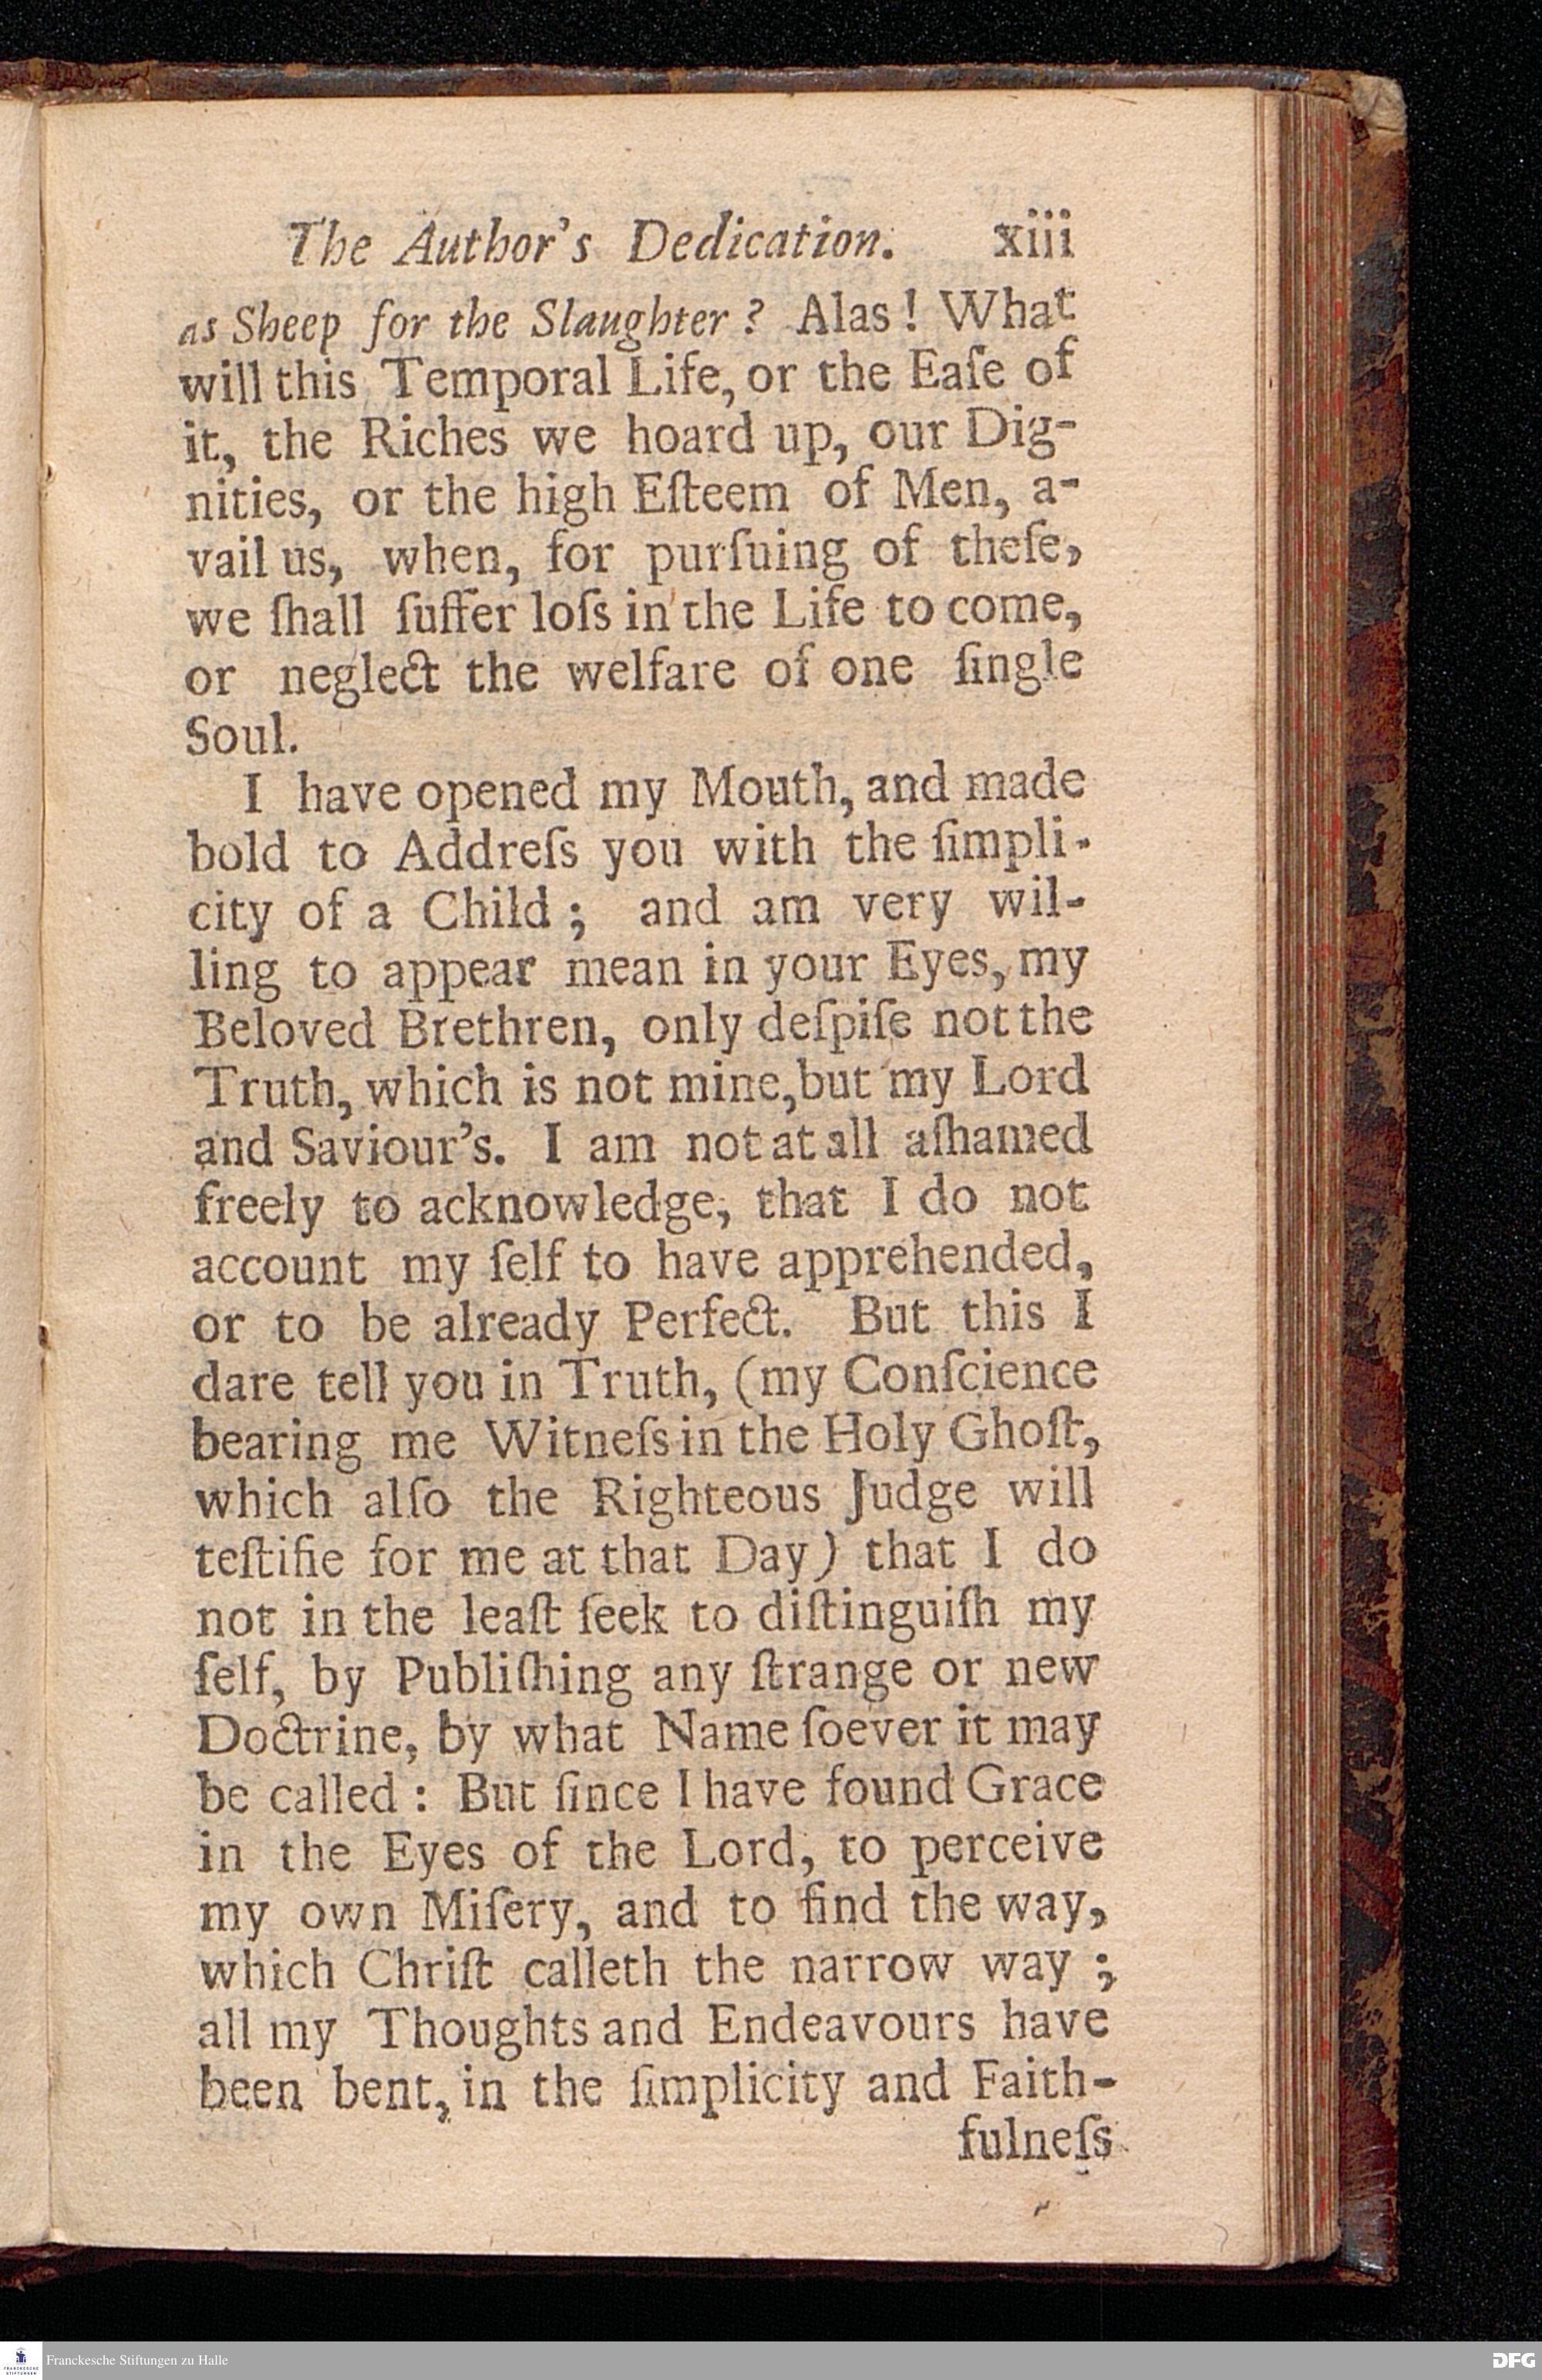 The Author's Dedication. xiii
as Sheep for the Slaughter? Alas! What
will this Temporal Life, or the Eaſe of
it, the Riches we hoard up, our Dig-
nities, or the high Eſteem of Men, a-
vail us, when, for purſuing of theſe,
we ſhall ſuffer loſs in the Life to come,
or neglect the welfare of one ſingle
Soul.
I have opened my Mouth, and made
bold to Addreſs you with the ſimpli-
city of a Child; and am very wil-
ling to appear mean in your Eyes, my
Beloved Brethren, only deſpiſe not the
Truth, which is not mine, but my Lord
and Saviour's. I am not at all aſhamed
freely to acknowledge, that I do not
account my ſelf to have apprehended,
or to be already Perfect. But this I
dare tell you in Truth, (my Conſcience
bearing me Witneſs in the Holy Ghoſt,
which alſo the Righteous Judge will
teſtifie for me at that Day) that I do
not in the leaſt ſeek to diſtinguiſh my
ſelf, by Publiſhing any ſtrange or new
Doctrine, by what Name ſoever it may
be called: But ſince I have found Grace
in the Eyes of the Lord, to perceive
my own Miſery, and to find the way,
which Chriſt calleth the narrow way;
all my Thoughts and Endeavours have
been bent, in the ſimplicity and Faith-
fulneſs
FRANCKESCHE STIFTUNGEN
Franckesche Stiftungen zu Halle
DFG